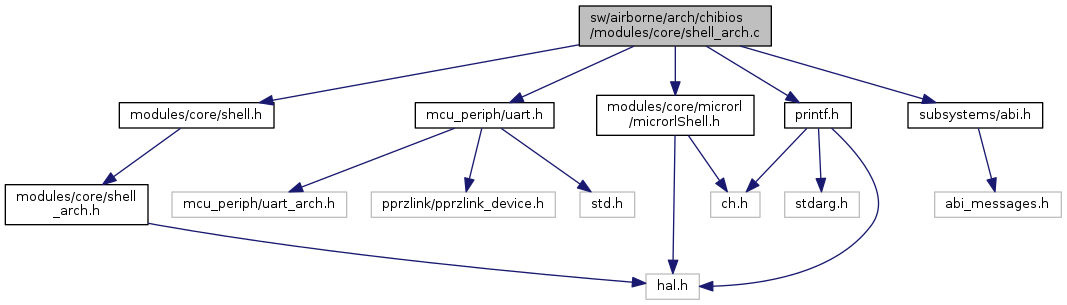 sw/airborne/arch/chibios
/modules/core/shell_arch.c
modules/core/shell.h
mcu_periph/uart.h
modules/core/microrl
/microrlShell.h
printf.h
subsystems/abi.h
modules/core/shell
_arch.h
mcu_periph/uart_arch.h
pprzlink/pprzlink_device.h
std.h
ch.h
stdarg.h
abi_messages.h
hal.h